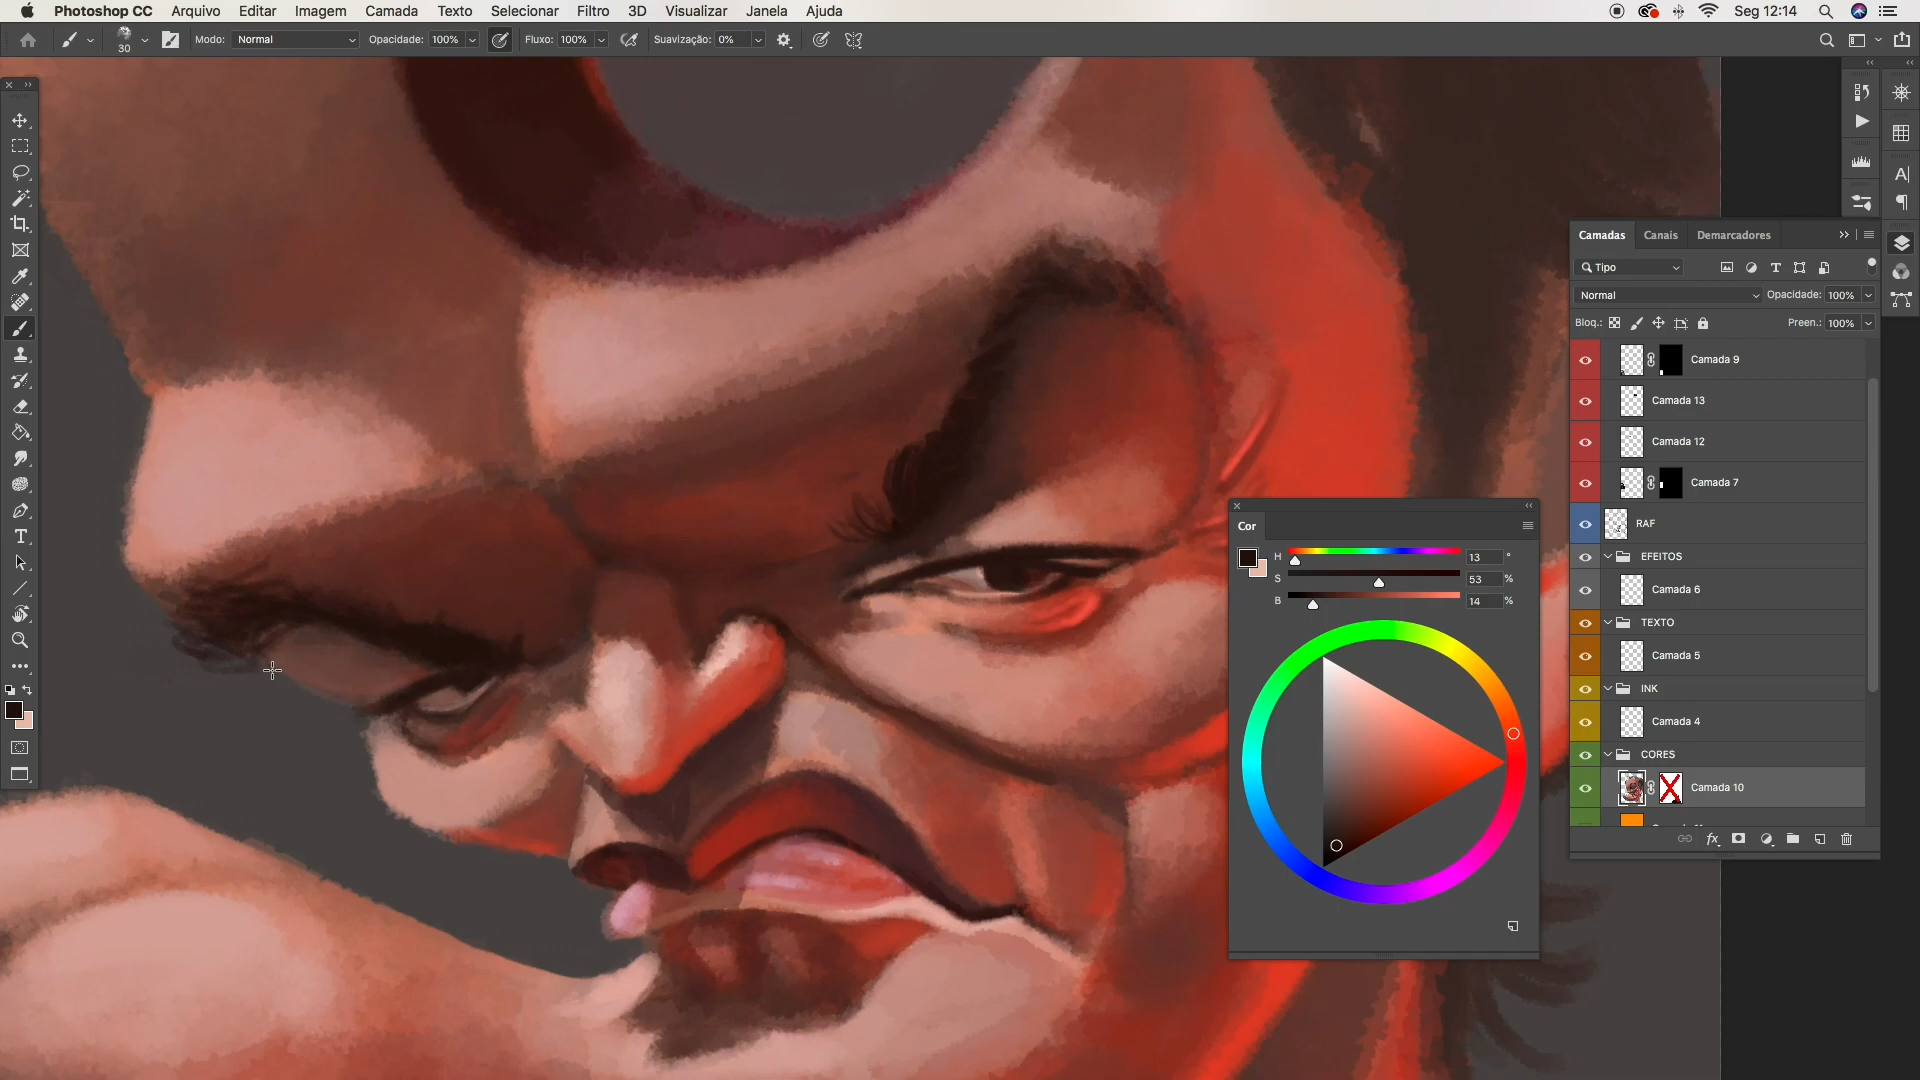 Photoshop CC Arquivo Editar Imagem Camada Texto Selecionar Filtro 3D Visualizar Janela Ajuda Seg 12:14
30 Modo: Normal Opacidade: 100% Fluxo: 100% Suavização: 0%
Camadas Canais Demarcadores
Tipo
Normal Opacidade: 100%
Bloq.: Preen.: 100%
Camada 9
Camada 13
Camada 12
Camada 7
RAF
EFEITOS
Camada 6
TEXTO
Camada 5
INK
Camada 4
CORES
Camada 10
fx
Cor
H 13 °
S 53 %
B 14 %